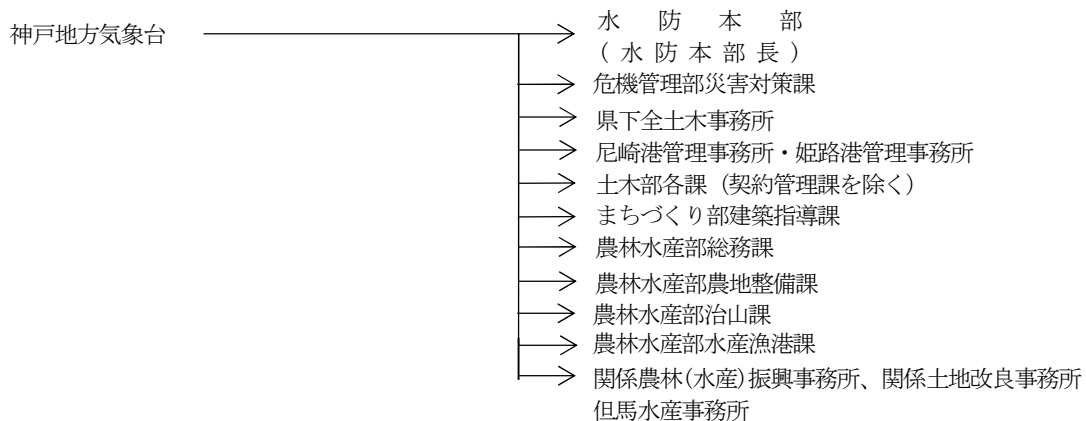 神戸地方気象台
水防本部
(水防本部長)
危機管理部災害対策課
県下全土木事務所
尼崎港管理事務所・姫路港管理事務所
土木部各課（契約管理課を除く）
まちづくり部建築指導課
農林水産部総務課
農林水産部農地整備課
農林水産部治山課
農林水産部水産漁港課
関係農林(水産)振興事務所、関係土地改良事務所
但馬水産事務所